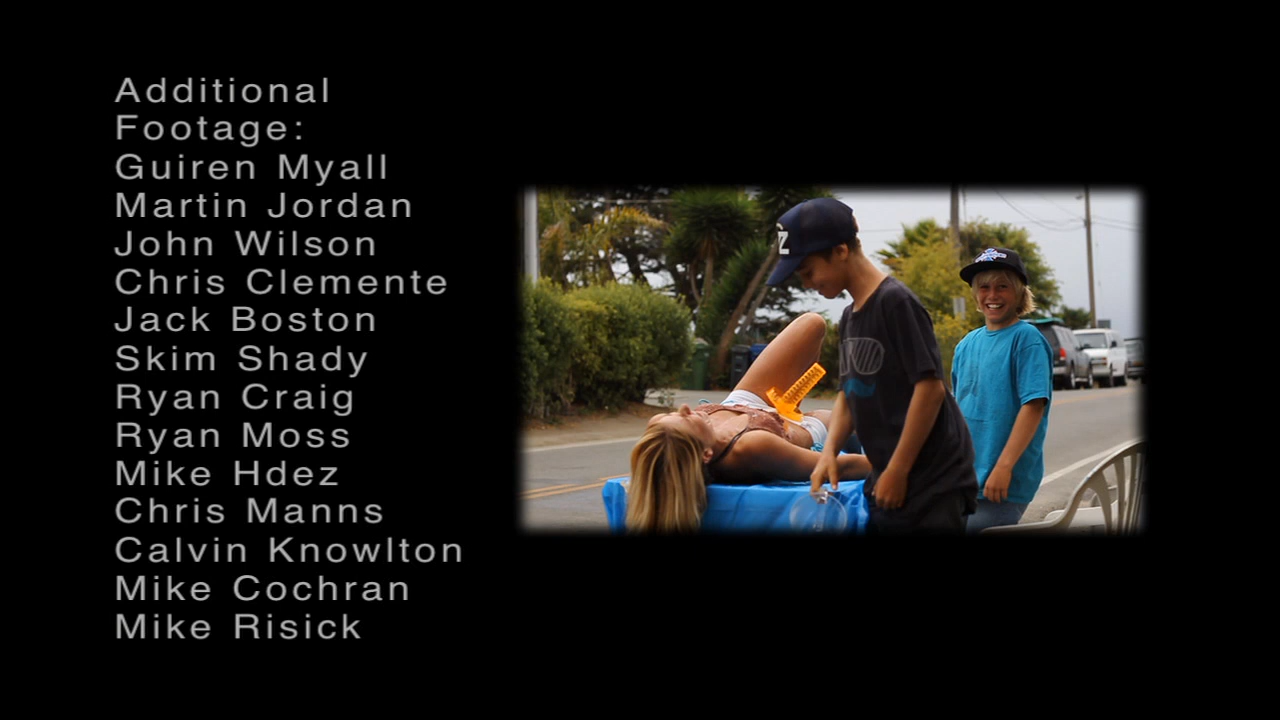 Additional
Footage:
Guiren Myall
Martin Jordan
John Wilson
Chris Clemente
Jack Boston
Skim Shady
Ryan Craig
Ryan Moss
Mike Hdez
Chris Manns
Calvin Knowlton
Mike Cochran
Mike Risick